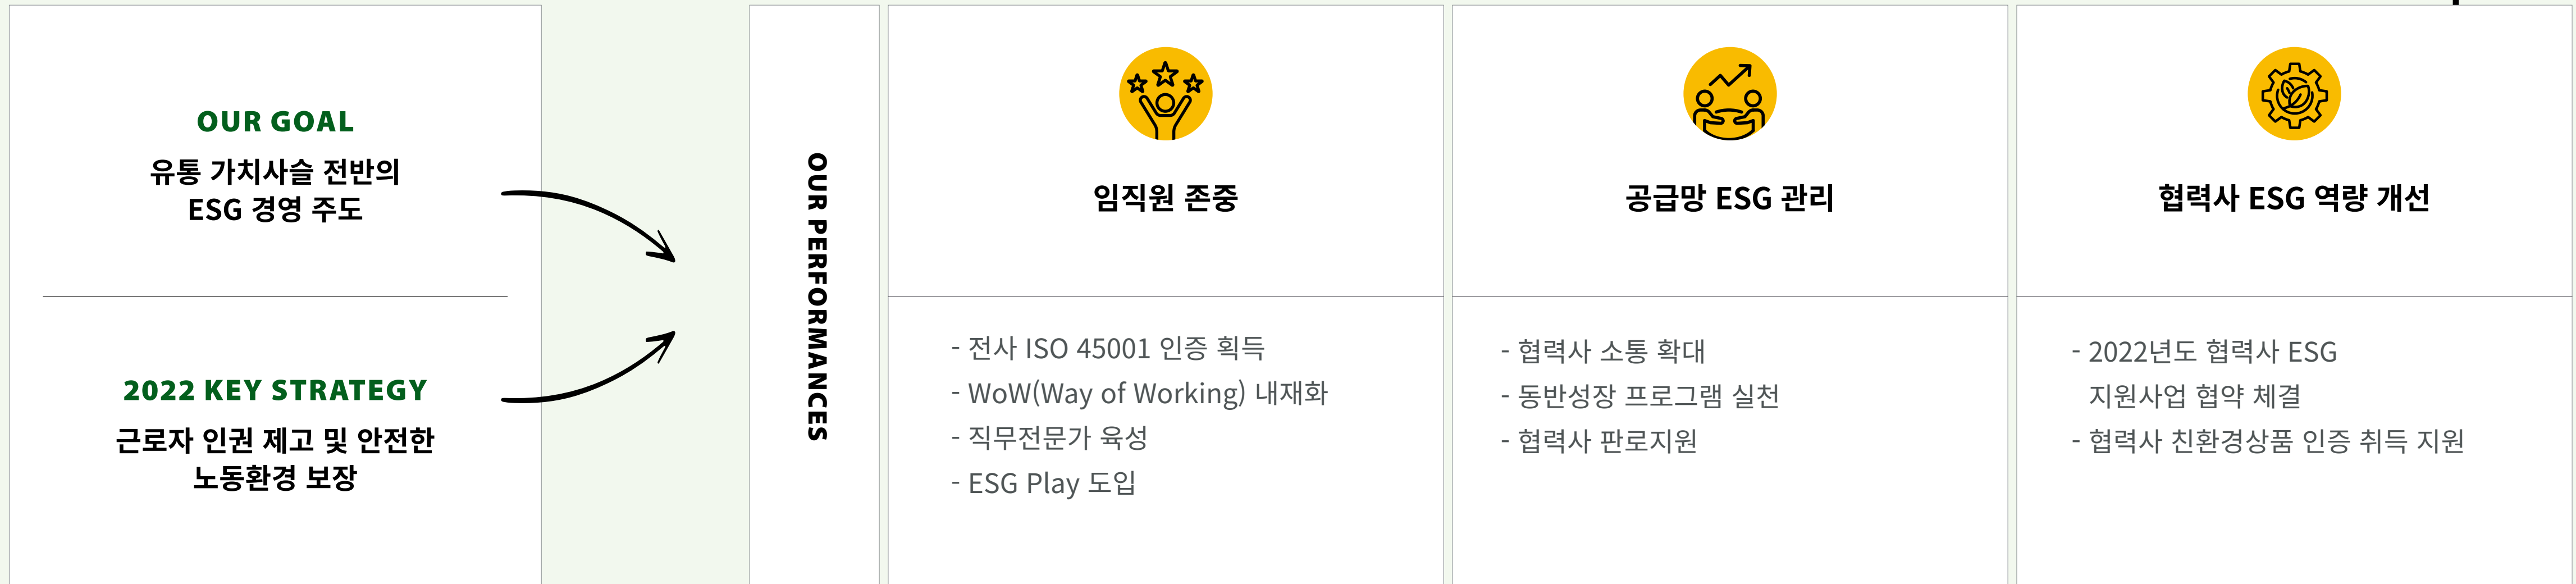 OUR GOAL
유통 가치사슬 전반의
ESG 경영 주도
2022 KEY STRATEGY
근로자 인권 제고 및 안전한
노동환경 보장
OUR PERFORMANCES
임직원 존중
- 전사 ISO 45001 인증 획득
- WoW(Way of Working) 내재화
- 직무전문가 육성
- ESG Play 도입
공급망 ESG 관리
- 협력사 소통 확대
- 동반성장 프로그램 실천
- 협력사 판로지원
협력사 ESG 역량 개선
- 2022년도 협력사 ESG
지원사업 협약 체결
- 협력사 친환경상품 인증 취득 지원